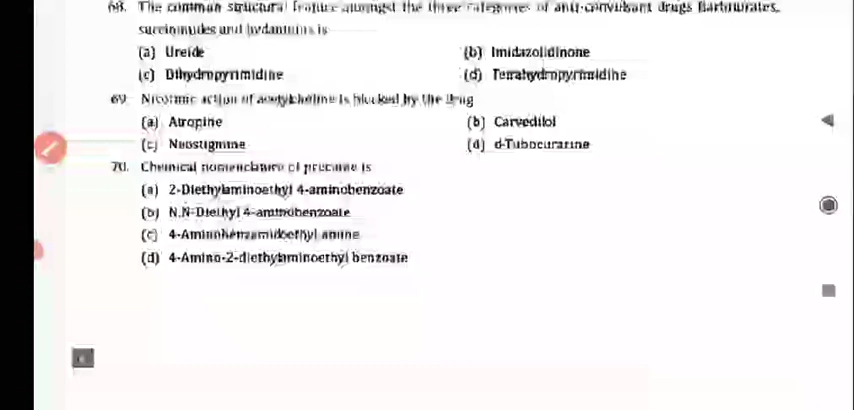 68. The common structural feature amongst the three categories of anti-convulsant drugs Barbiturates,
succinimides and hydantoins is
(a) Ureide (b) Imidazolidinone
(c) Dihydropyrimidine (d) Tetrahydropyrimidine
69. Nicotinic action of acetylcholine is blocked by the drug
(a) Atropine (b) Carvedilol
(c) Neostigmine (d) d-Tubocurarine
70. Chemical nomenclature of procaine is
(a) 2-Diethylaminoethyl 4-aminobenzoate
(b) N,N-Diethyl 4-aminobenzoate
(c) 4-Aminobenzamidoethyl amine
(d) 4-Amino-2-diethylaminoethyl benzoate